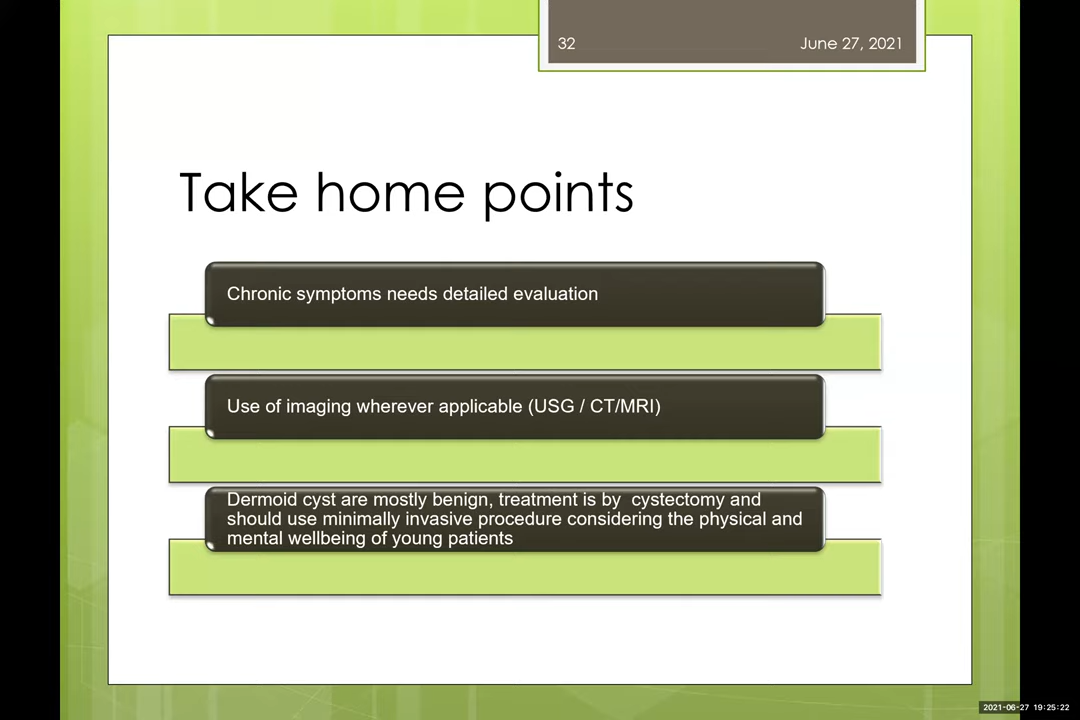 32
June 27, 2021
Take home points
Chronic symptoms needs detailed evaluation
Use of imaging wherever applicable (USG / CT/MRI)
Dermoid cyst are mostly benign, treatment is by  cystectomy and
should use minimally invasive procedure considering the physical and
mental wellbeing of young patients
2021-06-27 19:25:22